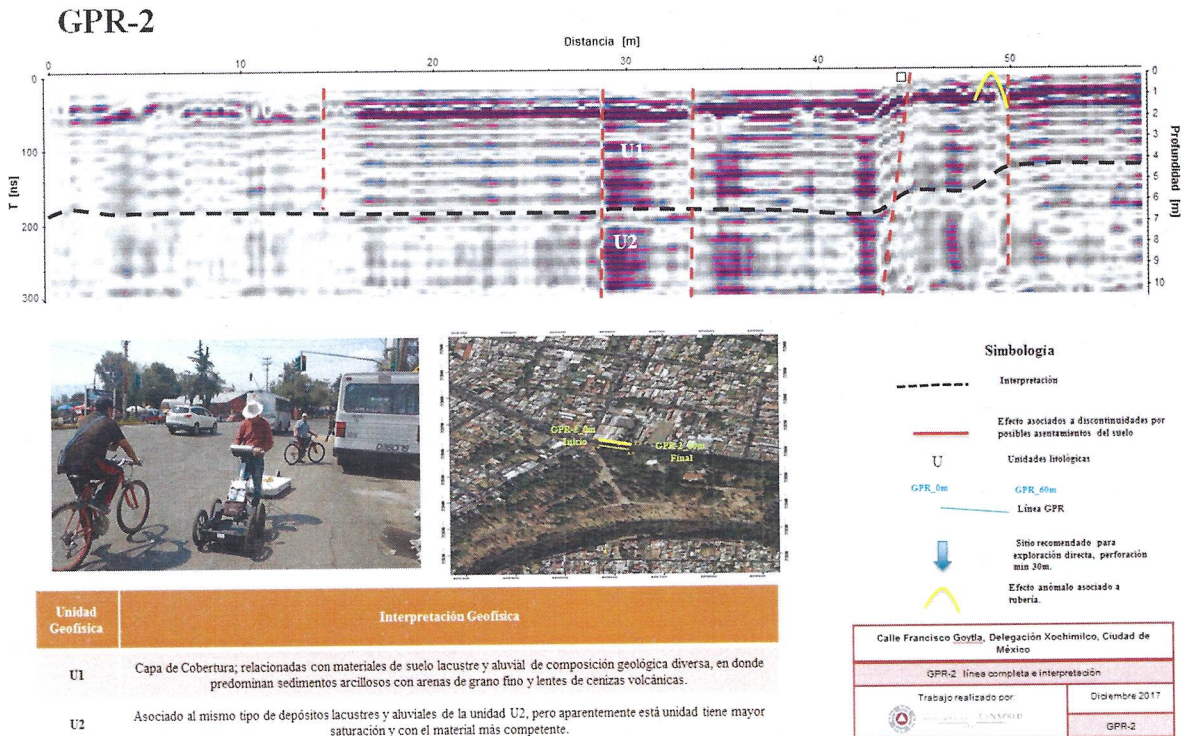 GPR-2
Distancia [m]
0 10 20 30 40 50
0
100
200
300
T [ns]
0
1
2
3
4
5
6
7
8
9
10
Profundidad [m]
U1
U2
GPR-1_0m
Inicio
Final
Simbología
Interpretación
Efecto asociados a discontinuidades por
posibles asentamientos del suelo
U
Unidades litológicas
GPR_0m
GPR_60m
Línea GPR
Sitio recomendado para
exploración directa, perforación
min 30m.
Efecto anómalo asociado a
tubería.
Unidad
Geofísica
Interpretación Geofísica
U1
Capa de Cobertura; relacionadas con materiales de suelo lacustre y aluvial de composición geológica diversa, en donde
predominan sedimentos arcillosos con arenas de grano fino y lentes de cenizas volcánicas.
U2
Asociado al mismo tipo de depósitos lacustres y aluviales de la unidad U2, pero aparentemente está unidad tiene mayor
saturación y con el material más competente.
Calle Francisco Goytla, Delegación Xochimilco, Ciudad de
México
GPR-2 línea completa e interpretación
Trabajo realizado por:
CENAPRED
Diciembre 2017
GPR-2